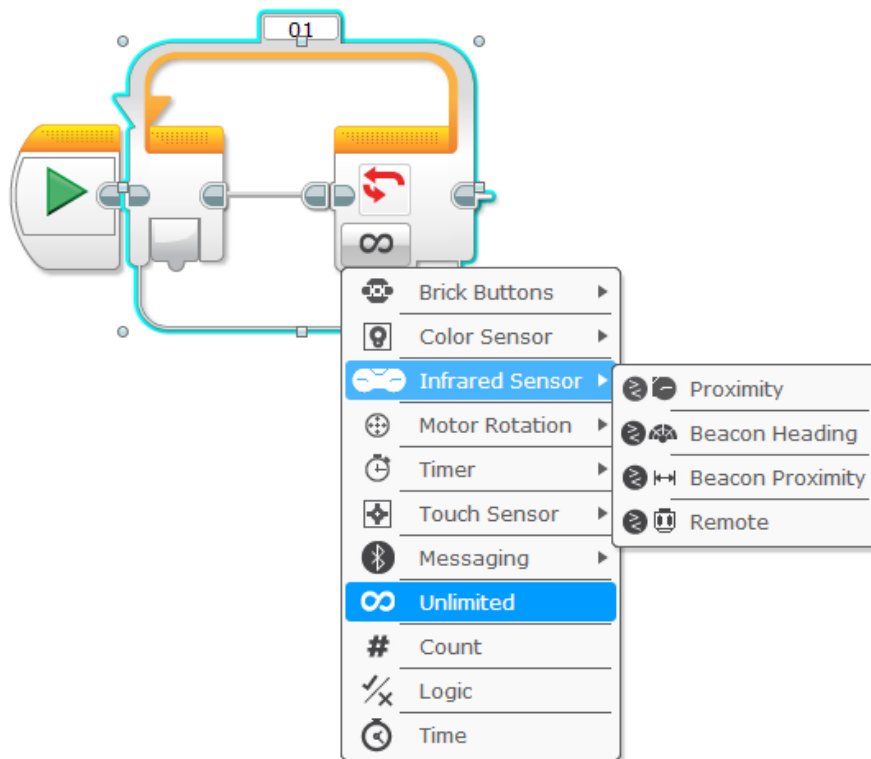 01
Brick Buttons
Color Sensor
Infrared Sensor
Motor Rotation
Timer
Touch Sensor
Messaging
Unlimited
# Count
Logic
Time
Proximity
Beacon Heading
Beacon Proximity
Remote